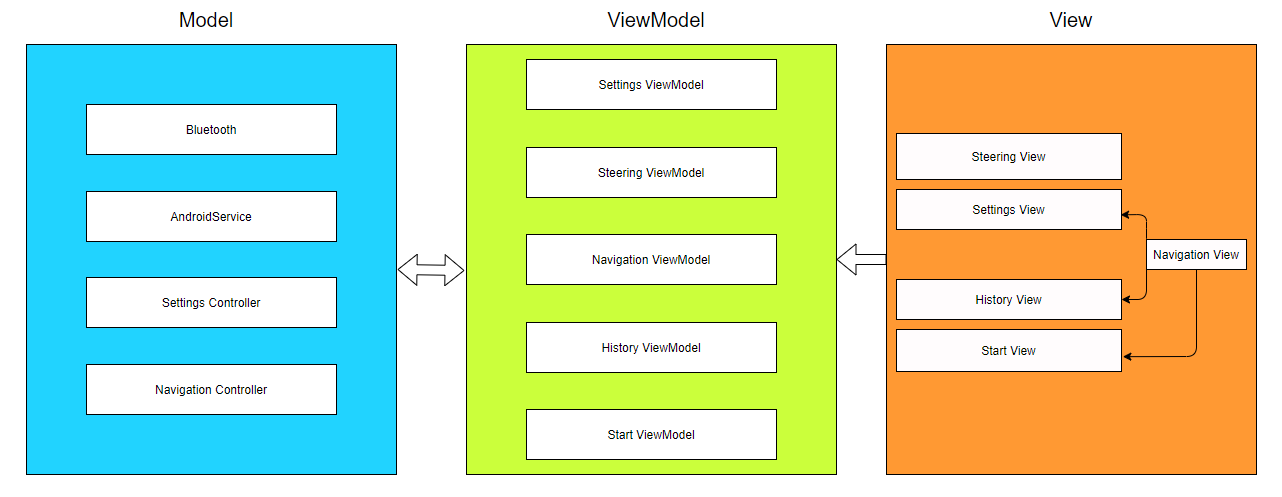 Model
Bluetooth
AndroidService
Settings Controller
Navigation Controller
ViewModel
Settings ViewModel
Steering ViewModel
Navigation ViewModel
History ViewModel
Start ViewModel
View
Steering View
Settings View
Navigation View
History View
Start View